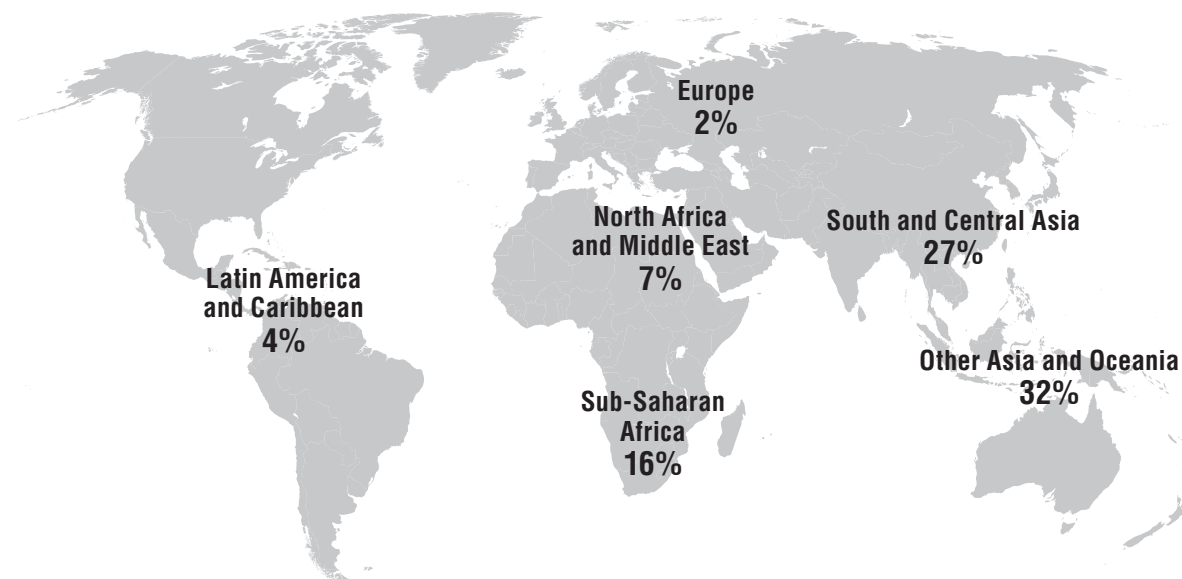 Europe
2%
North Africa
and Middle East
7%
South and Central Asia
27%
Latin America
and Caribbean
4%
Other Asia and Oceania
32%
Sub-Saharan
Africa
16%